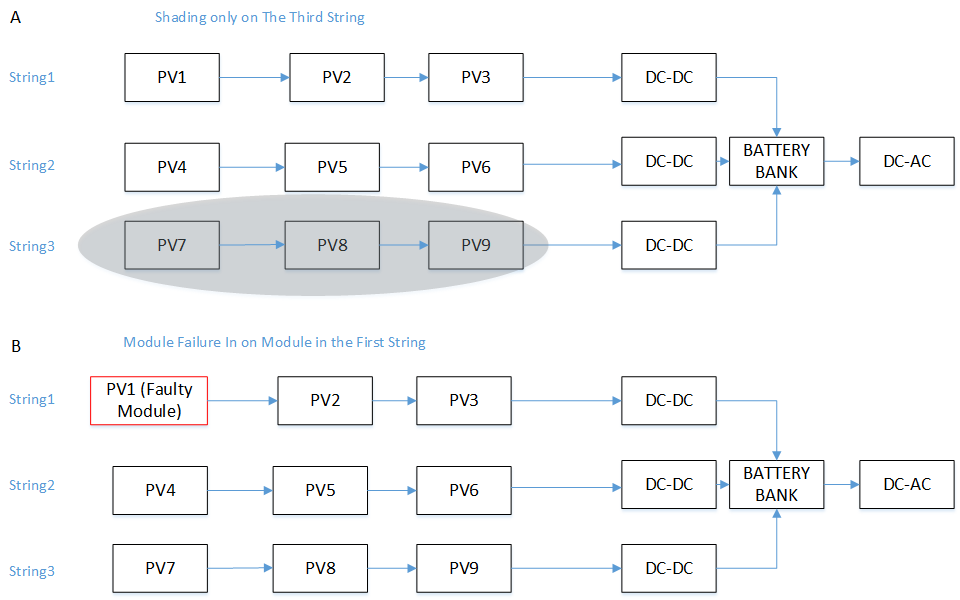 A
Shading only on The Third String
String1
PV1
PV2
PV3
DC-DC
String2
PV4
PV5
PV6
DC-DC
BATTERY
BANK
DC-AC
String3
PV7
PV8
PV9
DC-DC
B
Module Failure In on Module in the First String
String1
PV1 (Faulty
Module)
PV2
PV3
DC-DC
String2
PV4
PV5
PV6
DC-DC
BATTERY
BANK
DC-AC
String3
PV7
PV8
PV9
DC-DC